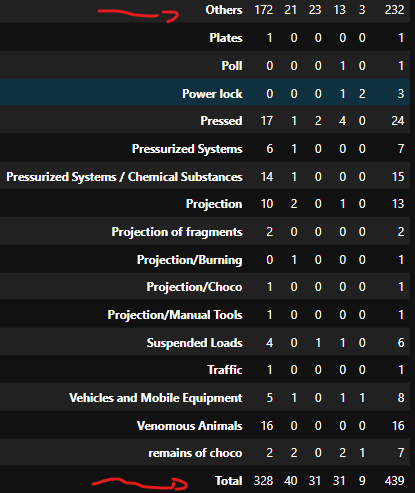 Others 172 21 23 13 3 232
Plates 1 0 0 0 0 1
Poll 0 0 0 1 0 1
Power lock 0 0 0 1 2 3
Pressed 17 1 2 4 0 24
Pressurized Systems 6 1 0 0 0 7
Pressurized Systems / Chemical Substances 14 1 0 0 0 15
Projection 10 2 0 1 0 13
Projection of fragments 2 0 0 0 0 2
Projection/Burning 0 1 0 0 0 1
Projection/Choco 1 0 0 0 0 1
Projection/Manual Tools 1 0 0 0 0 1
Suspended Loads 4 0 1 1 0 6
Traffic 1 0 0 0 0 1
Vehicles and Mobile Equipment 5 1 0 1 1 8
Venomous Animals 16 0 0 0 0 16
remains of choco 2 2 0 2 1 7
Total 328 40 31 31 9 439